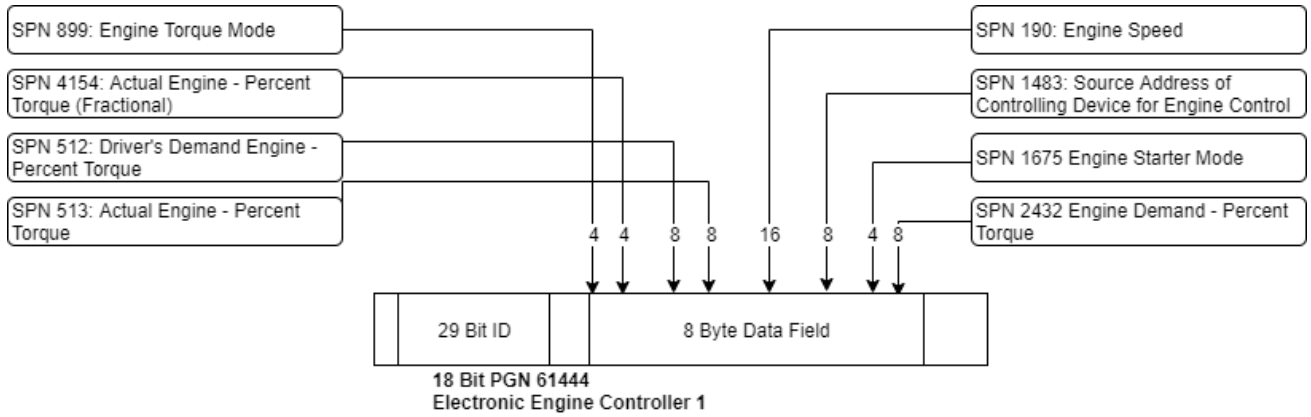 SPN 899: Engine Torque Mode
SPN 4154: Actual Engine - Percent
Torque (Fractional)
SPN 512: Driver's Demand Engine -
Percent Torque
SPN 513: Actual Engine - Percent
Torque
SPN 190: Engine Speed
SPN 1483: Source Address of
Controlling Device for Engine Control
SPN 1675 Engine Starter Mode
SPN 2432 Engine Demand - Percent
Torque
4 4 8 8 16 8 4 8
29 Bit ID
8 Byte Data Field
18 Bit PGN 61444
Electronic Engine Controller 1